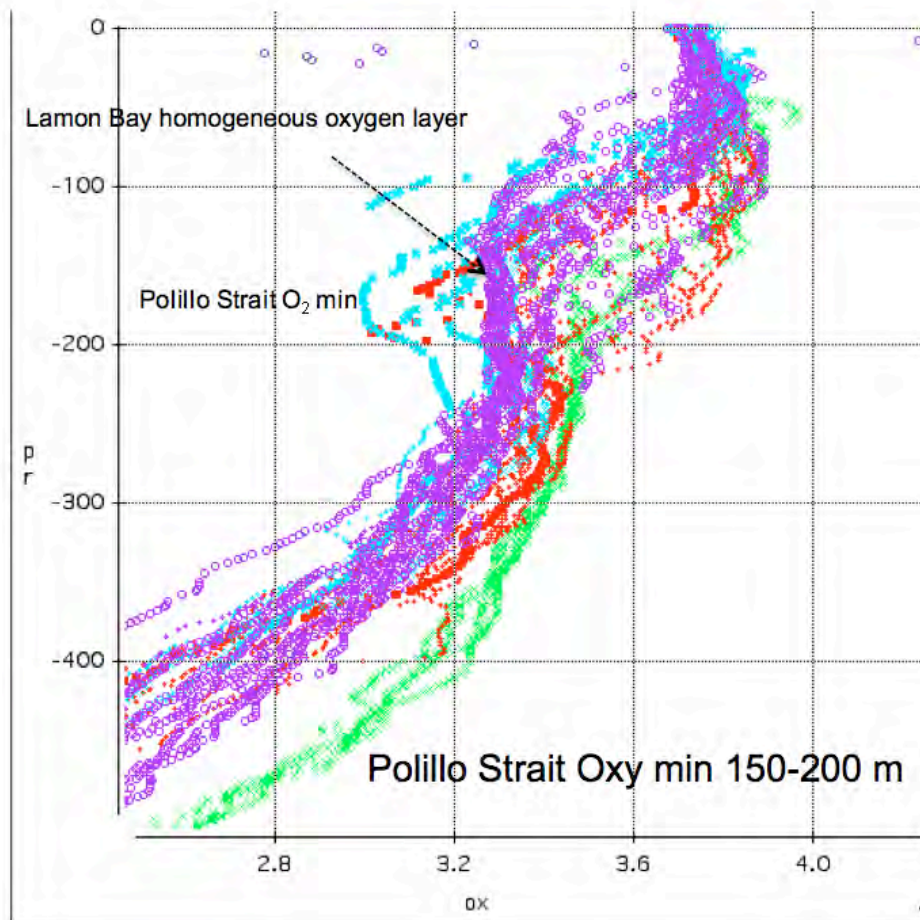 0
Lamon Bay homogeneous oxygen layer
-100
Polillo Strait O₂ min
-200
p
r
-300
-400
Polillo Strait Oxy min 150-200 m
2.8 3.2 3.6 4.0
ox